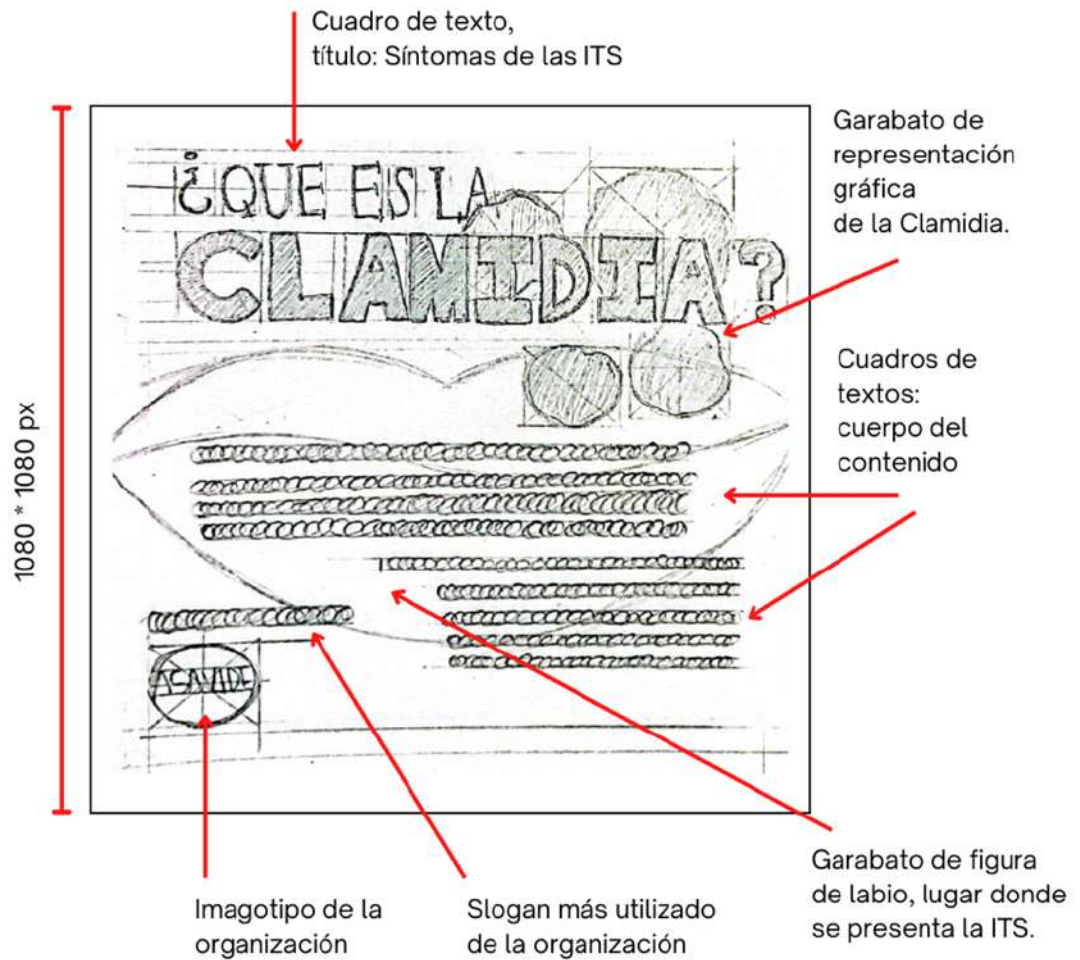 Cuadro de texto,
título: Síntomas de las ITS
Garabato de
representación
gráfica
de la Clamidia.
¿QUE ES LA
CLAMIDIA?
Cuadros de
textos:
cuerpo del
contenido
1080 * 1080 px
ASAVIDE
Garabato de figura
de labio, lugar donde
se presenta la ITS.
Imagotipo de la
organización
Slogan más utilizado
de la organización